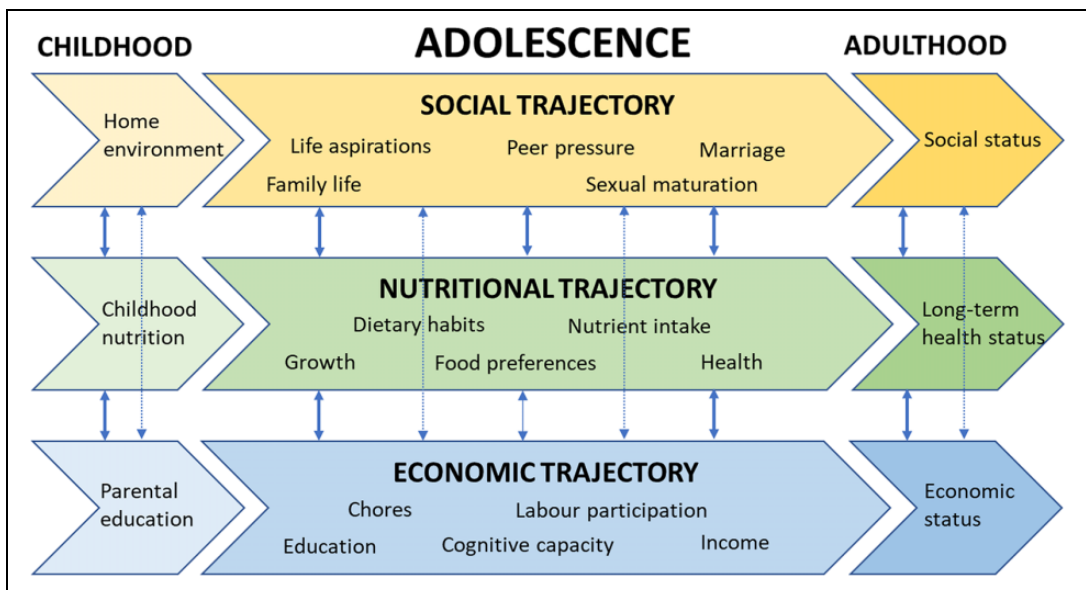 CHILDHOOD
ADOLESCENCE
ADULTHOOD
Home
environment
SOCIAL TRAJECTORY
Life aspirations
Peer pressure
Marriage
Family life
Sexual maturation
Social status
Childhood
nutrition
NUTRITIONAL TRAJECTORY
Dietary habits
Nutrient intake
Growth
Food preferences
Health
Long-term
health status
Parental
education
ECONOMIC TRAJECTORY
Chores
Labour participation
Education
Cognitive capacity
Income
Economic
status